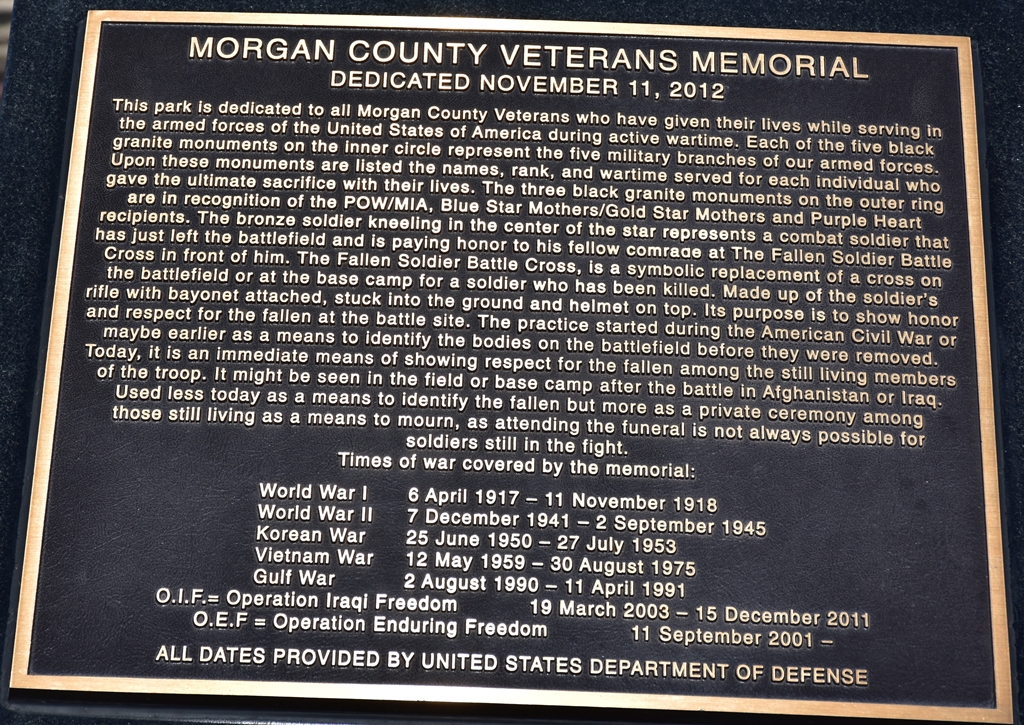 MORGAN COUNTY VETERANS MEMORIAL
DEDICATED NOVEMBER 11, 2012
This park is dedicated to all Morgan County Veterans who have given their lives while serving in
the armed forces of the United States of America during active wartime. Each of the five black
granite monuments on the inner circle represent the five military branches of our armed forces.
Upon these monuments are listed the names, rank, and wartime served for each individual who
gave the ultimate sacrifice with their lives. The three black granite monuments on the outer ring
are in recognition of the POW/MIA, Blue Star Mothers/Gold Star Mothers and Purple Heart
recipients. The bronze soldier kneeling in the center of the star represents a combat soldier that
has just left the battlefield and is paying honor to his fellow comrade at The Fallen Soldier Battle
Cross in front of him. The Fallen Soldier Battle Cross, is a symbolic replacement of a cross on
the battlefield or at the base camp for a soldier who has been killed. Made up of the soldier's
rifle with bayonet attached, stuck into the ground and helmet on top. Its purpose is to show honor
and respect for the fallen at the battle site. The practice started during the American Civil War or
maybe earlier as a means to identify the bodies on the battlefield before they were removed.
Today, it is an immediate means of showing respect for the fallen among the still living members
of the troop. It might be seen in the field or base camp after the battle in Afghanistan or Iraq.
Used less today as a means to identify the fallen but more as a private ceremony among
those still living as a means to mourn, as attending the funeral is not always possible for
soldiers still in the fight.
Times of war covered by the memorial:
World War I 6 April 1917 – 11 November 1918
World War II 7 December 1941 – 2 September 1945
Korean War 25 June 1950 – 27 July 1953
Vietnam War 12 May 1959 – 30 August 1975
Gulf War 2 August 1990 – 11 April 1991
O.I.F.= Operation Iraqi Freedom 19 March 2003 – 15 December 2011
O.E.F = Operation Enduring Freedom 11 September 2001 –
ALL DATES PROVIDED BY UNITED STATES DEPARTMENT OF DEFENSE